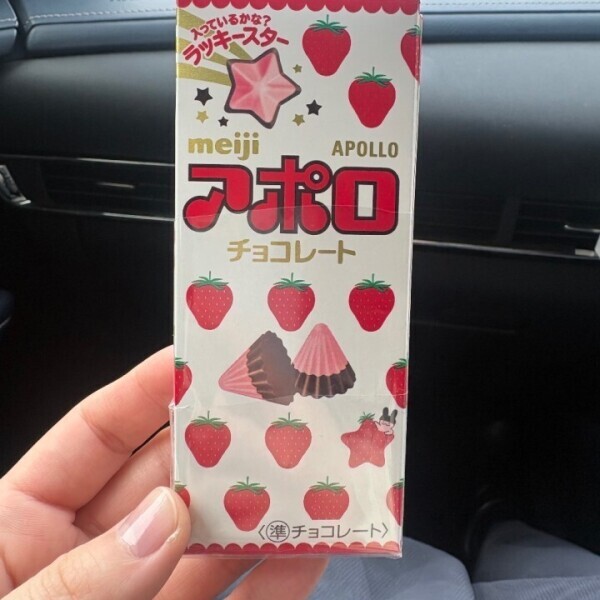 入っているかな?
ラッキースター
meiji
APOLLO
アポロ
チョコレート
〈準チョコレート〉